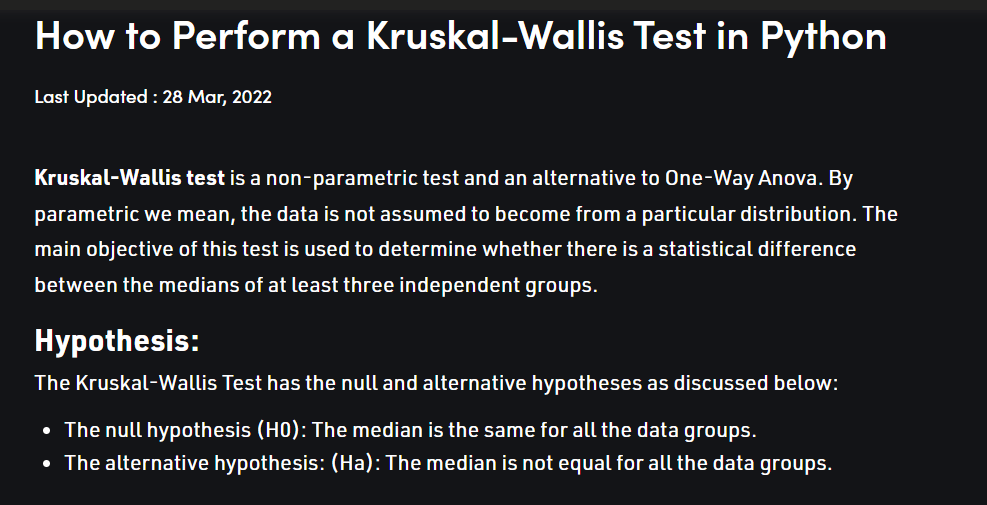 How to Perform a Kruskal-Wallis Test in Python
Last Updated : 28 Mar, 2022
Kruskal-Wallis test is a non-parametric test and an alternative to One-Way Anova. By
parametric we mean, the data is not assumed to become from a particular distribution. The
main objective of this test is used to determine whether there is a statistical difference
between the medians of at least three independent groups.
Hypothesis:
The Kruskal-Wallis Test has the null and alternative hypotheses as discussed below:
• The null hypothesis (H0): The median is the same for all the data groups.
• The alternative hypothesis: (Ha): The median is not equal for all the data groups.